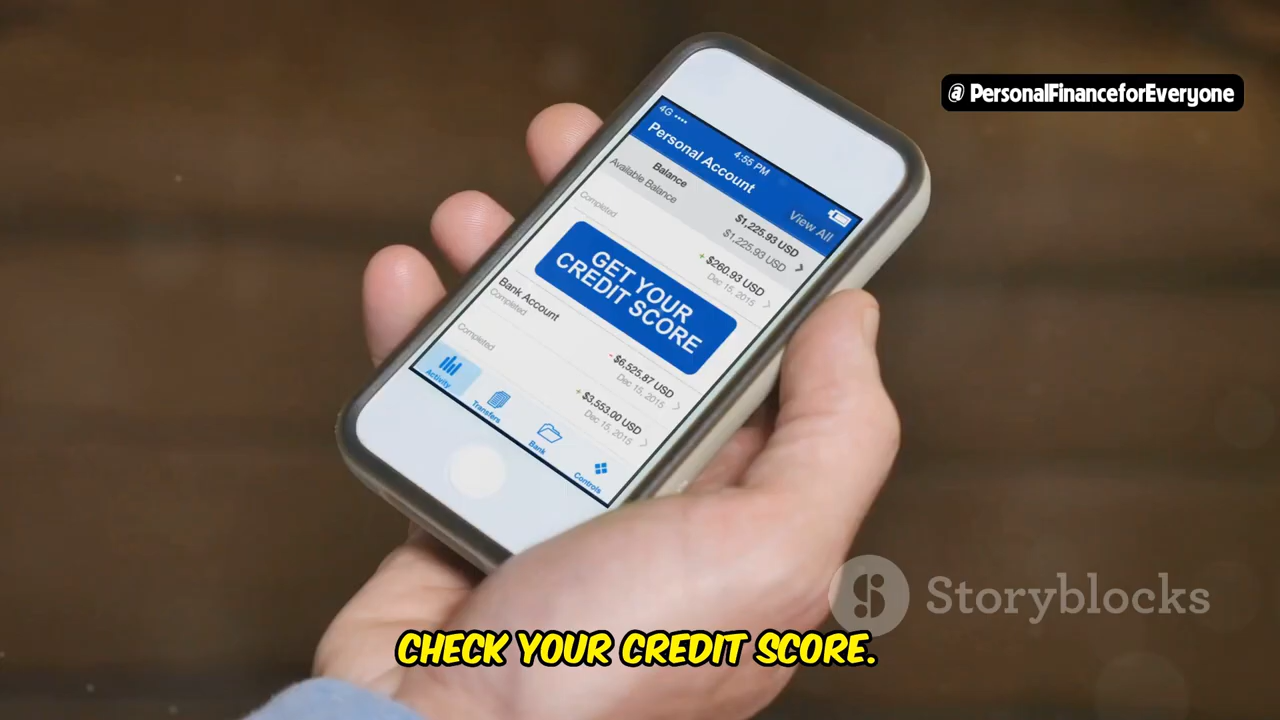 @ PersonalFinanceforEveryone
4G
4:55 PM
Personal Account
View All
Balance
$1,225.93 USD
Available Balance
$1,225.93 USD
+ $260.93 USD
Completed
Dec 15, 2015
GET YOUR
CREDIT SCORE
Bank Account
- $6,525.87 USD
Completed
Dec 15, 2015
+ $3,553.00 USD
Completed
Dec 15, 2015
Activity
Transfers
Bank
Controls
Storyblocks
CHECK YOUR CREDIT SCORE.